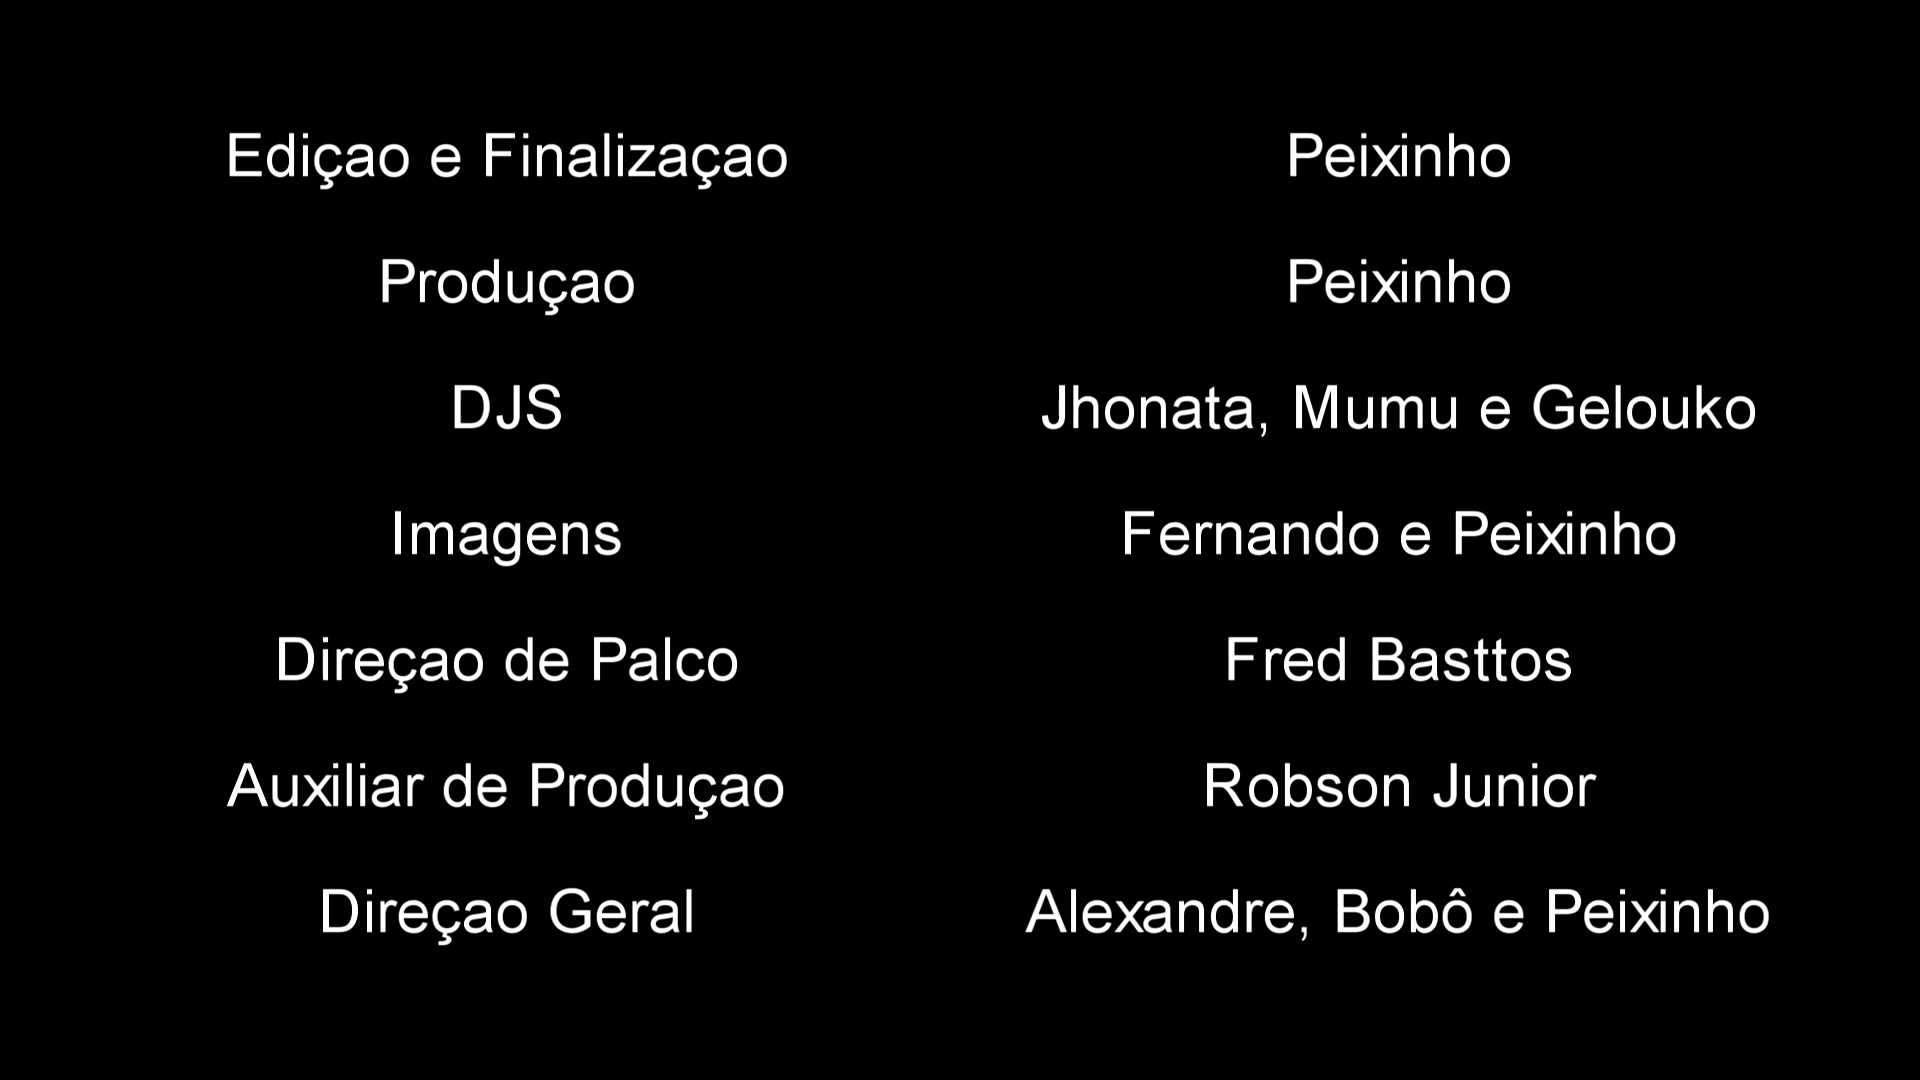 Ediçao e Finalizaçao Peixinho
Produçao Peixinho
DJS Jhonata, Mumu e Gelouko
Imagens Fernando e Peixinho
Direçao de Palco Fred Basttos
Auxiliar de Produçao Robson Junior
Direçao Geral Alexandre, Bobô e Peixinho